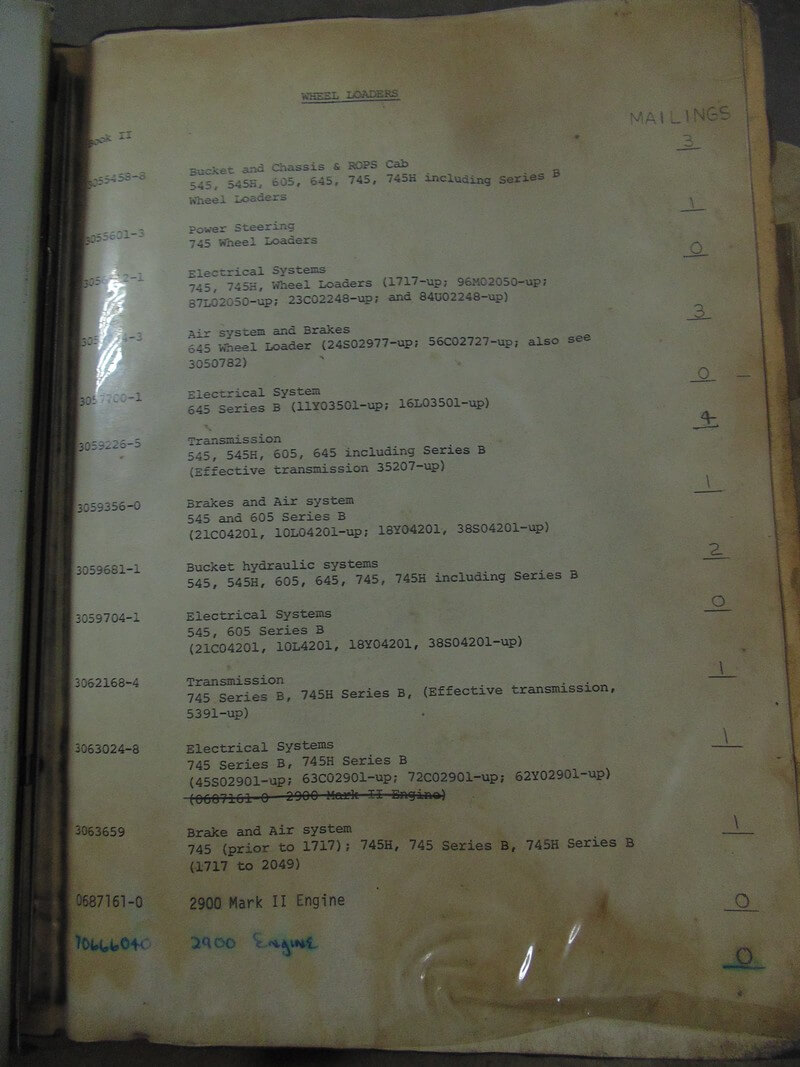 WHEEL LOADERS
MAILINGS
Book II
3
3055458-8 Bucket and Chassis & ROPS Cab
545, 545H, 605, 645, 745, 745H including Series B
Wheel Loaders
1
3055601-3 Power Steering
745 Wheel Loaders
0
Electrical Systems
745, 745H, Wheel Loaders (1717-up; 96M02050-up;
87L02050-up; 23C02248-up; and 84U02248-up)
3
Air system and Brakes
645 Wheel Loader (24S02977-up; 56C02727-up; also see
3050782)
0
Electrical System
645 Series B (11Y03501-up; 16L03501-up)
4
3059226-5 Transmission
545, 545H, 605, 645 including Series B
(Effective transmission 35207-up)
1
3059356-0 Brakes and Air system
545 and 605 Series B
(21C04201, 10L04201-up; 18Y04201, 38S04201-up)
2
3059681-1 Bucket hydraulic systems
545, 545H, 605, 645, 745, 745H including Series B
0
3059704-1 Electrical Systems
545, 605 Series B
(21C04201, 10L4201, 18Y04201, 38S04201-up)
1
3062168-4 Transmission
745 Series B, 745H Series B, (Effective transmission,
5391-up)
1
3063024-8 Electrical Systems
745 Series B, 745H Series B
(45S02901-up; 63C02901-up; 72C02901-up; 62Y02901-up)
(0687161-0 2900 Mark II Engine)
1
3063659 Brake and Air system
745 (prior to 1717); 745H, 745 Series B, 745H Series B
(1717 to 2049)
0687161-0 2900 Mark II Engine 0
70666040 2900 Engine
0